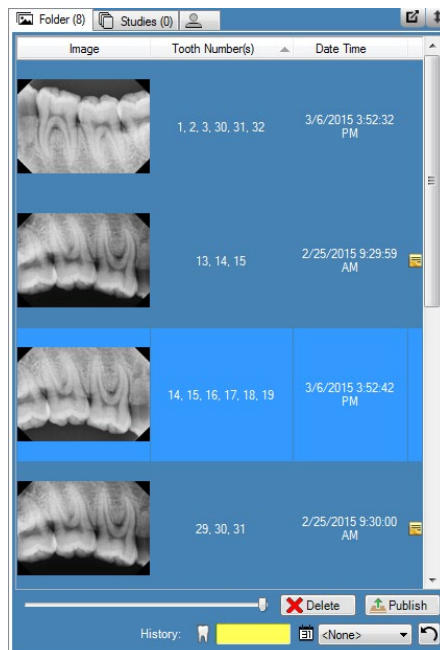 Folder (8) Studies (0)
Image Tooth Number(s) Date Time
1, 2, 3, 30, 31, 32 3/6/2015 3:52:32
PM
13, 14, 15 2/25/2015 9:29:59
AM
14, 15, 16, 17, 18, 19 3/6/2015 3:52:42
PM
29, 30, 31 2/25/2015 9:30:00
AM
Delete Publish
History: 31 <None>